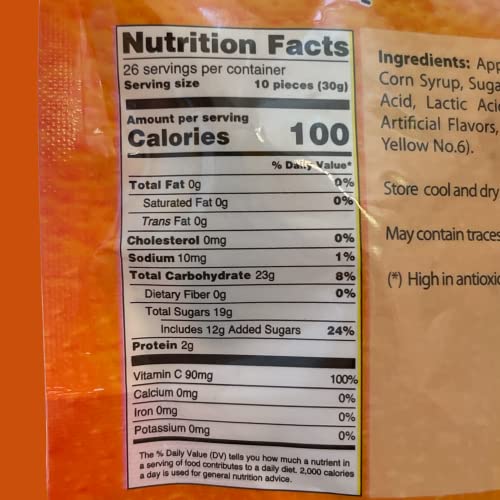 Nutrition Facts
26 servings per container
Serving size 10 pieces (30g)
Amount per serving
Calories 100
% Daily Value*
Total Fat 0g 0%
Saturated Fat 0g 0%
Trans Fat 0g
Cholesterol 0mg 0%
Sodium 10mg 1%
Total Carbohydrate 23g 8%
Dietary Fiber 0g 0%
Total Sugars 19g
Includes 12g Added Sugars 24%
Protein 2g
Vitamin C 90mg 100%
Calcium 0mg 0%
Iron 0mg 0%
Potassium 0mg 0%
The % Daily Value (DV) tells you how much a nutrient in
a serving of food contributes to a daily diet. 2,000 calories
a day is used for general nutrition advice.
Ingredients:
Corn Syrup,
Acid, Lactic
Artificial Flavors,
Yellow No.6).
Store cool and dry
May contain traces
(*) High in